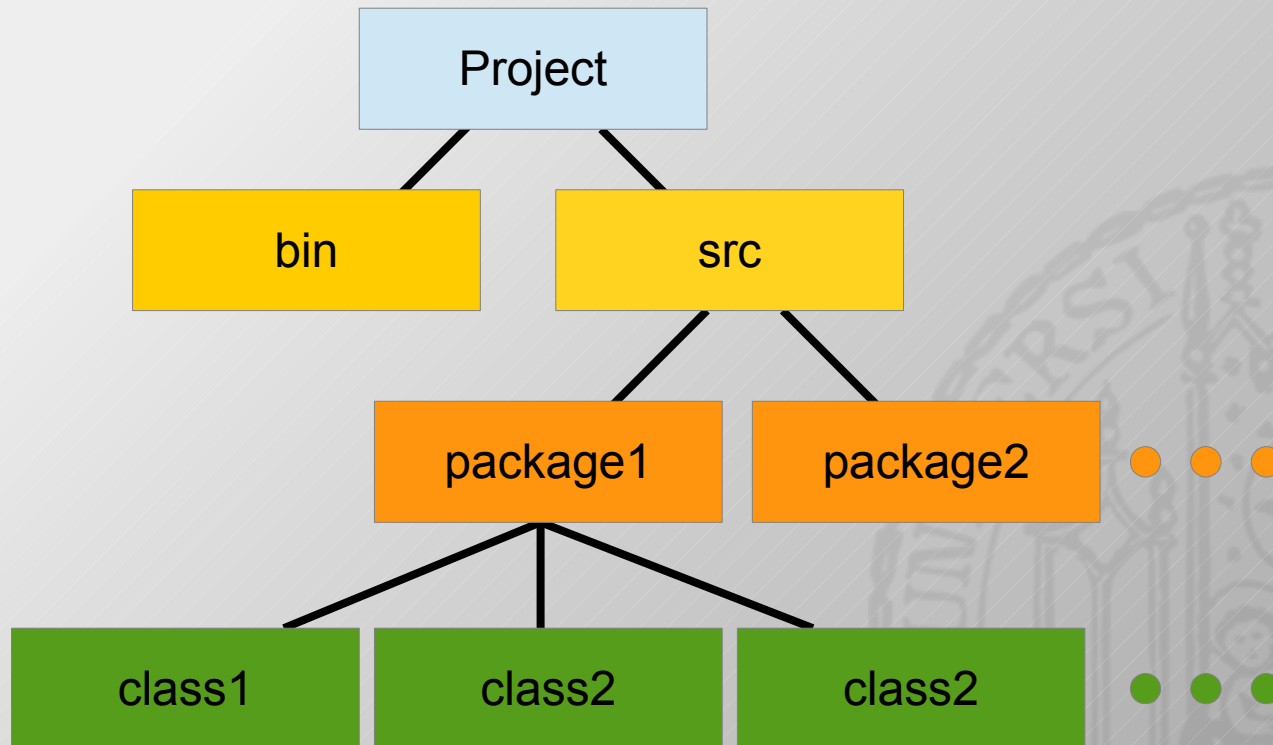 Project
bin
src
package1
package2
class1
class2
class2